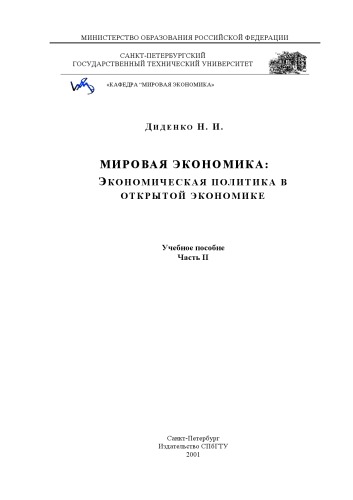 МИНИСТЕРСТВО ОБРАЗОВАНИЯ РОССИЙСКОЙ ФЕДЕРАЦИИ
САНКТ-ПЕТЕРБУРГСКИЙ
ГОСУДАРСТВЕННЫЙ ТЕХНИЧЕСКИЙ УНИВЕРСИТЕТ
«КАФЕДРА "МИРОВАЯ ЭКОНОМИКА»
ДИДЕНКО Н. И.
МИРОВАЯ ЭКОНОМИКА:
ЭКОНОМИЧЕСКАЯ ПОЛИТИКА В
ОТКРЫТОЙ ЭКОНОМИКЕ
Учебное пособие
Часть II
Санкт-Петербург
Издательство СПбГТУ
2001